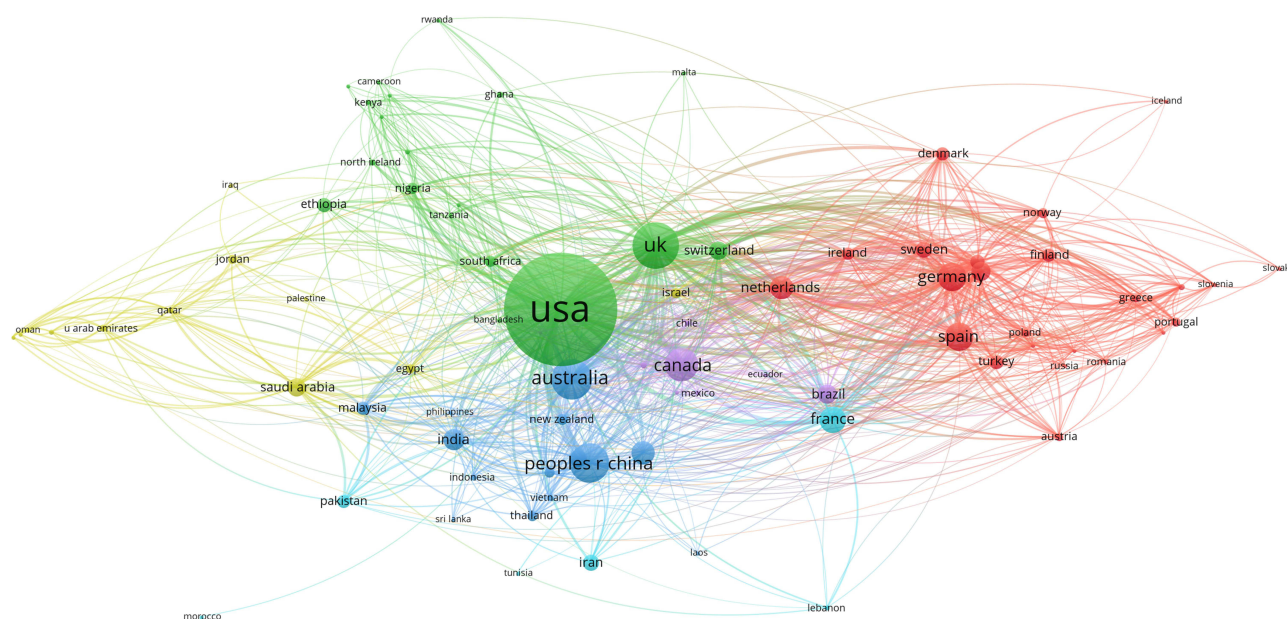 rwanda
malta
cameroon
ghana
kenya
iceland
denmark
north ireland
iraq
nigeria
ethiopia
tanzania
norway
uk
switzerland
ireland
sweden
finland
jordan
south africa
germany
slovak
slovenia
netherlands
israel
palestine
greece
qatar
usa
bangladesh
chile
portugal
oman
u arab emirates
poland
spain
turkey
russia
romania
canada
egypt
ecuador
australia
saudi arabia
mexico
brazil
malaysia
philippines
new zealand
france
india
austria
peoples r china
indonesia
vietnam
pakistan
thailand
sri lanka
laos
iran
tunisia
lebanon
morocco